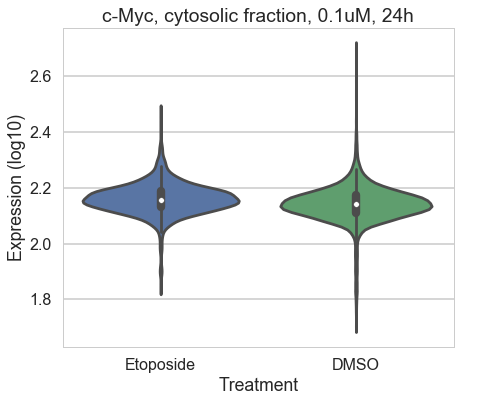 c-Myc, cytosolic fraction, 0.1uM, 24h
Expression (log10)
2.6
2.4
2.2
2.0
1.8
Etoposide
DMSO
Treatment